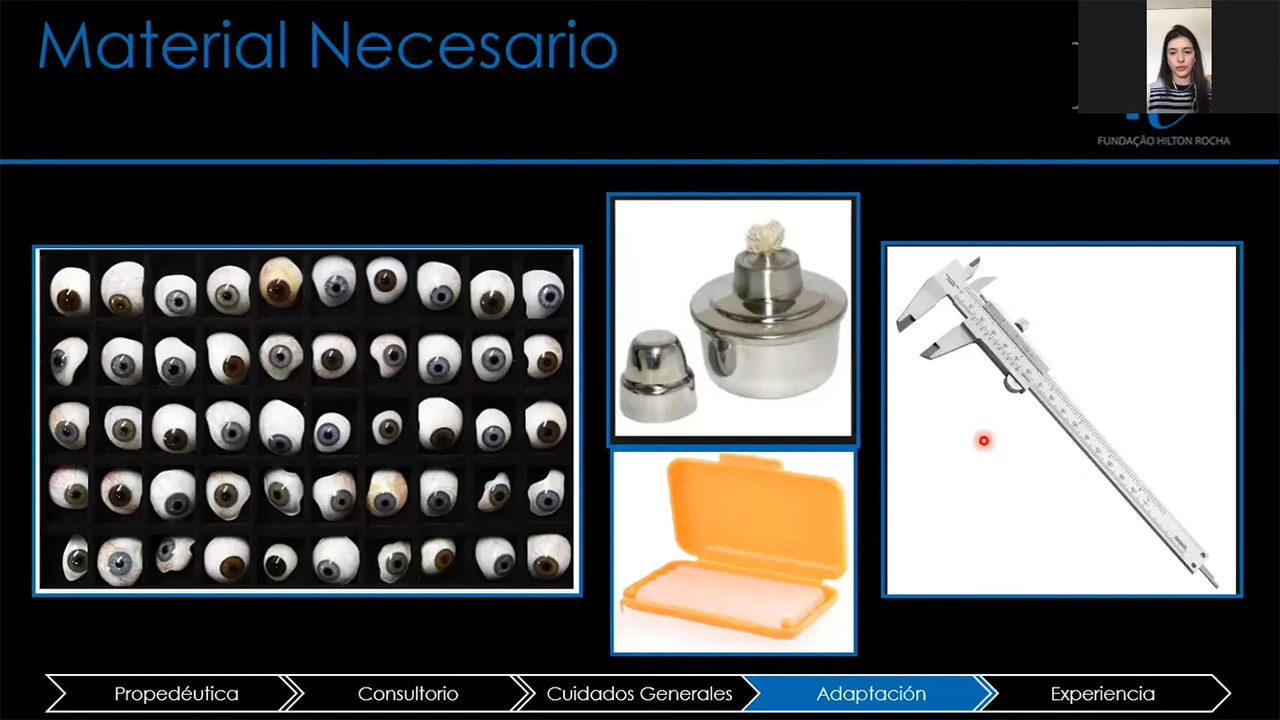 Material Necesario
FUNDAÇÃO HILTON ROCHA
Propedéutica
Consultorio
Cuidados Generales
Adaptación
Experiencia